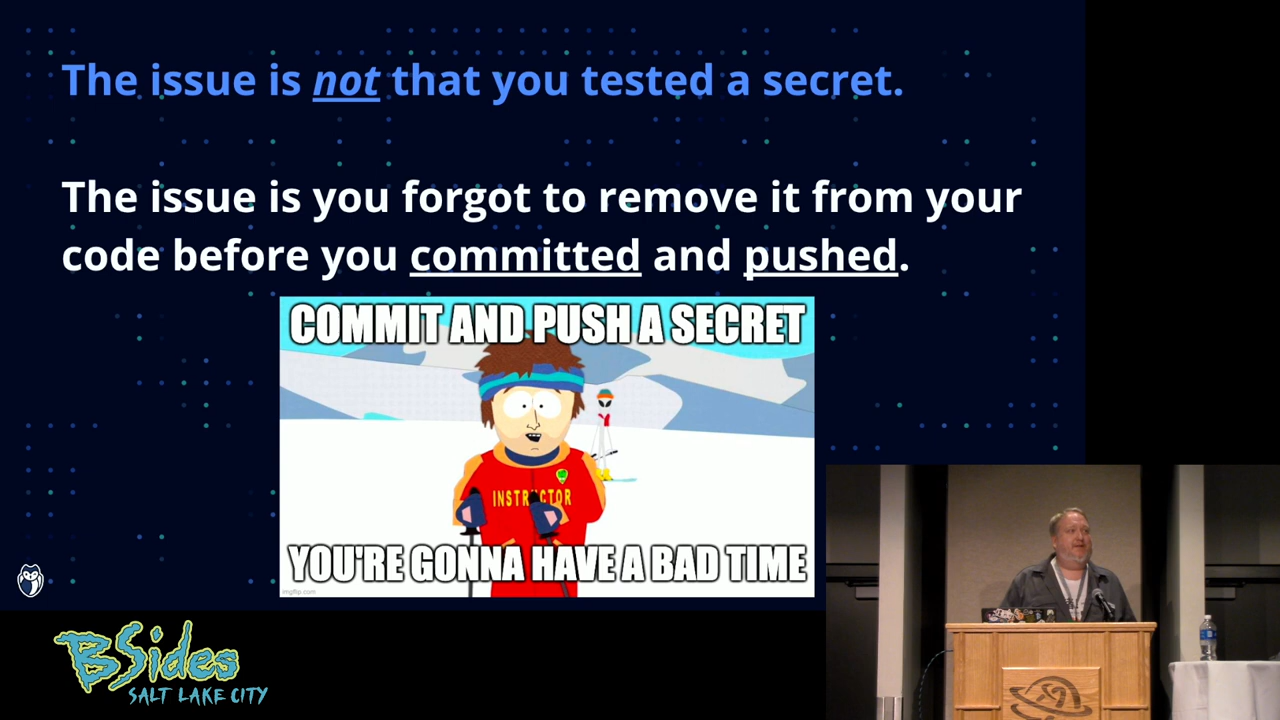 The issue is not that you tested a secret.
The issue is you forgot to remove it from your
code before you committed and pushed.
COMMIT AND PUSH A SECRET
INSTRUCTOR
YOU'RE GONNA HAVE A BAD TIME
imgflip.com
BSides
SALT LAKE CITY